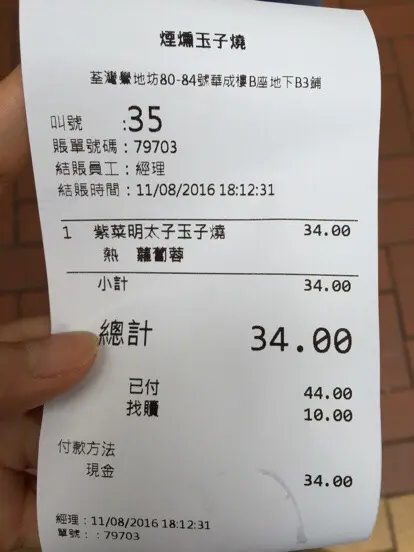 煙燻玉子燒
荃灣眾地坊80-84號華成樓B座地下B3舖
叫號 :35
賬單號碼：79703
結賬員工：經理
結賬時間：11/08/2016 18:12:31
1 紫菜明太子玉子燒 34.00
熱 蘿蔔蓉
小計 34.00
總計 34.00
已付 44.00
找贖 10.00
付款方法
現金 34.00
經理：11/08/2016 18:12:31
單號：：79703